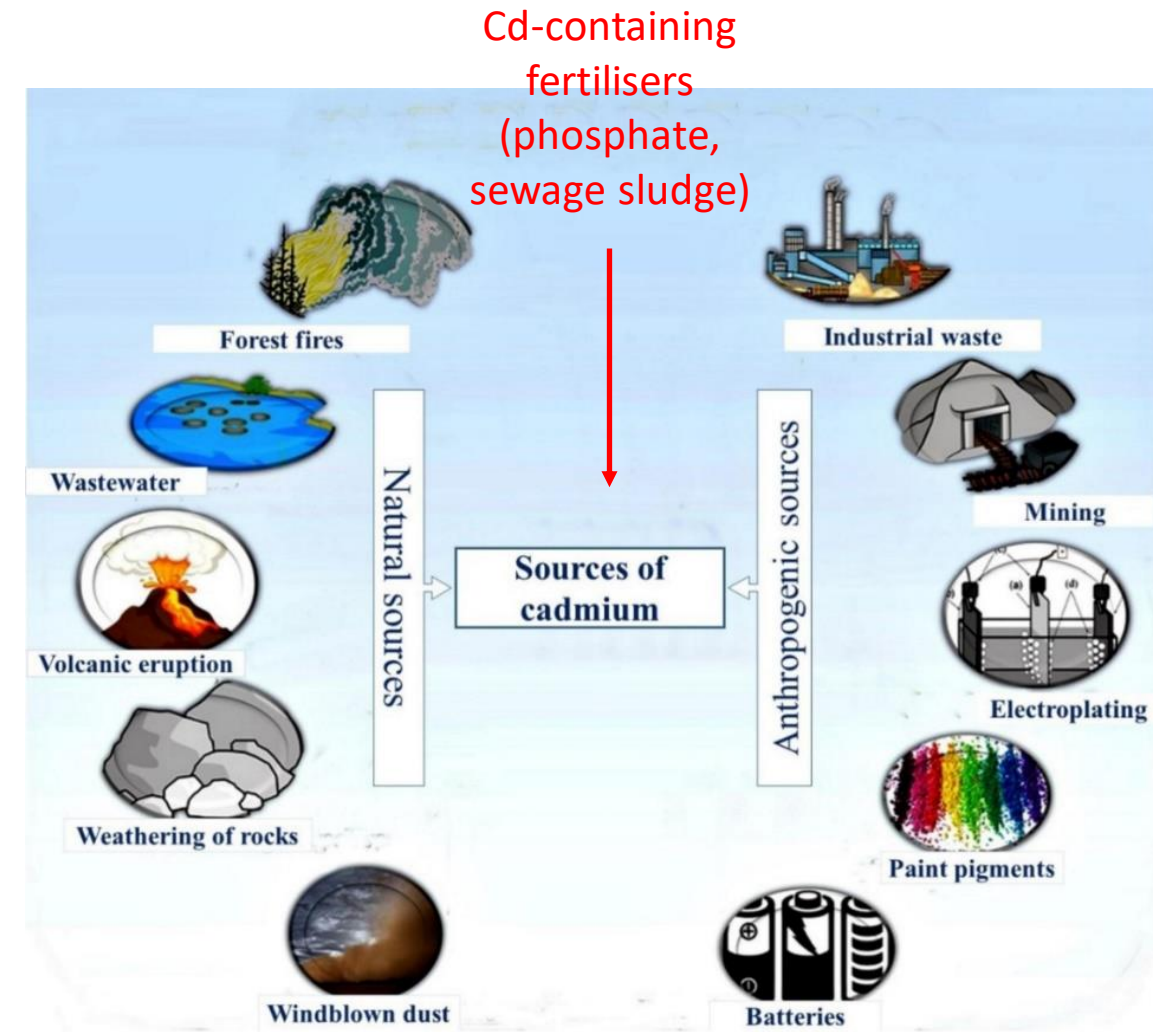 Cd-containing
fertilisers
(phosphate,
sewage sludge)
Forest fires
Industrial waste
Wastewater
Mining
Natural sources
Anthropogenic sources
Sources of
cadmium
(a)
(d)
Volcanic eruption
Electroplating
Weathering of rocks
Paint pigments
Windblown dust
Batteries